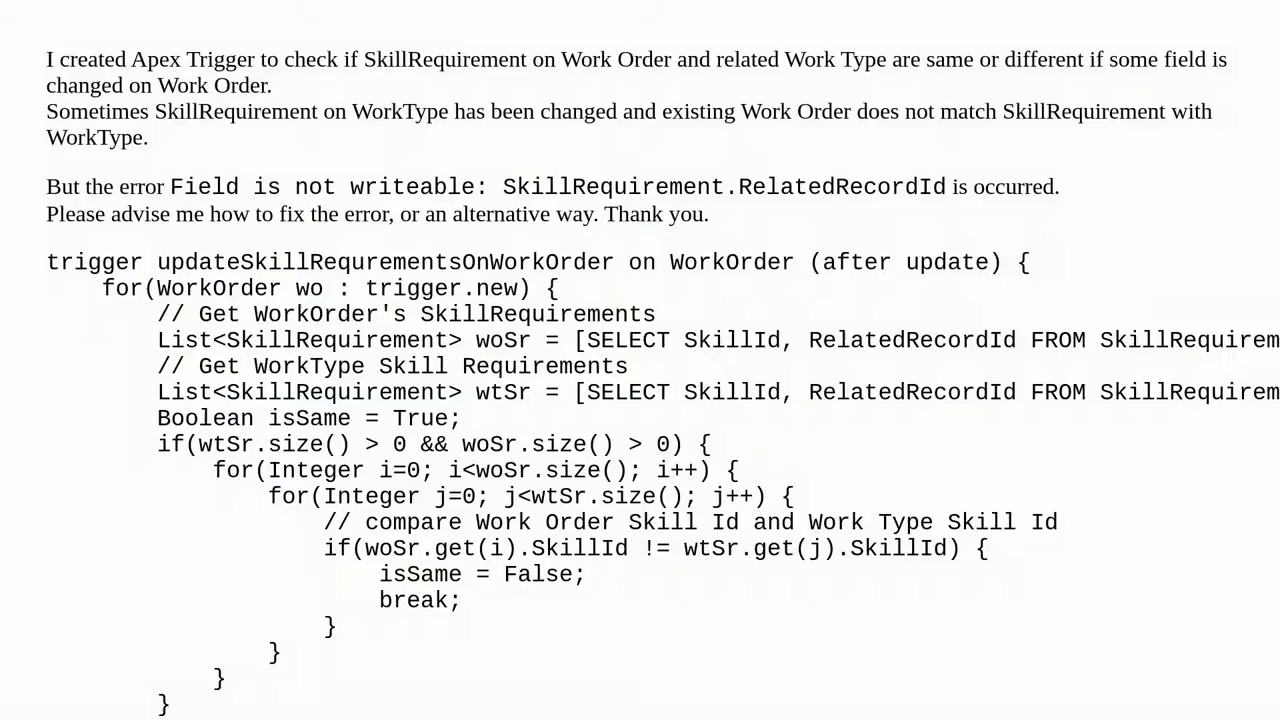 I created Apex Trigger to check if SkillRequirement on Work Order and related Work Type are same or different if some field is
changed on Work Order.
Sometimes SkillRequirement on WorkType has been changed and existing Work Order does not match SkillRequirement with
WorkType.
But the error Field is not writeable: SkillRequirement.RelatedRecordId is occurred.
Please advise me how to fix the error, or an alternative way. Thank you.
trigger updateSkillRequrementsOnWorkOrder on WorkOrder (after update) {
    for(WorkOrder wo : trigger.new) {
        // Get WorkOrder's SkillRequirements
        List<SkillRequirement> woSr = [SELECT SkillId, RelatedRecordId FROM SkillRequirem
        // Get WorkType Skill Requirements
        List<SkillRequirement> wtSr = [SELECT SkillId, RelatedRecordId FROM SkillRequirem
        Boolean isSame = True;
        if(wtSr.size() > 0 && woSr.size() > 0) {
            for(Integer i=0; i<woSr.size(); i++) {
                for(Integer j=0; j<wtSr.size(); j++) {
                    // compare Work Order Skill Id and Work Type Skill Id
                    if(woSr.get(i).SkillId != wtSr.get(j).SkillId) {
                        isSame = False;
                        break;
                    }
                }
            }
        }